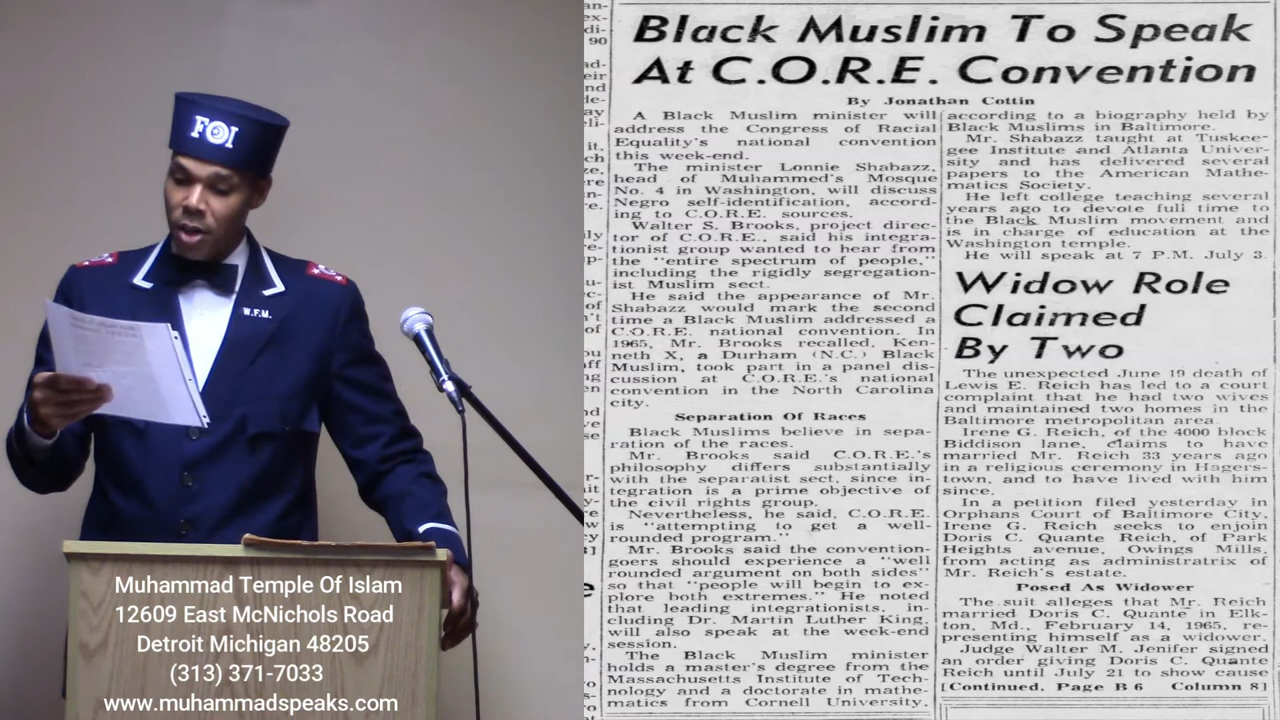 FOI
W.F.M.
Muhammad Temple Of Islam
12609 East McNichols Road
Detroit Michigan 48205
(313) 371-7033
www.muhammadspeaks.com
Black Muslim To Speak
At C.O.R.E. Convention
By Jonathan Cottin
A Black Muslim minister will
address the Congress of Racial
Equality's national convention
this week-end.
The minister Lonnie Shabazz,
head of Muhammed's Mosque
No. 4 in Washington, will discuss
Negro self-identification, accord-
ing to C.O.R.E. sources.
Walter S. Brooks, project direc-
tor of C.O.R.E., said his integra-
tionist group wanted to hear from
the "entire spectrum of people,"
including the rigidly segregation-
ist Muslim sect.
He said the appearance of Mr.
Shabazz would mark the second
time a Black Muslim addressed a
C.O.R.E. national convention. In
1965, Mr. Brooks recalled, Ken-
neth X, a Durham (N.C.) Black
Muslim, took part in a panel dis-
cussion at C.O.R.E.'s national
convention in the North Carolina
city.
Separation Of Races
Black Muslims believe in sepa-
ration of the races.
Mr. Brooks said C.O.R.E.'s
philosophy differs substantially
with the separatist sect, since in-
tegration is a prime objective of
the civil rights group.
Nevertheless, he said, C.O.R.E.
is "attempting to get a well-
rounded program."
Mr. Brooks said the convention-
goers should experience a "well
rounded argument on both sides"
so that "people will begin to ex-
plore both extremes." He noted
that leading integrationists, in-
cluding Dr. Martin Luther King,
will also speak at the week-end
session.
The Black Muslim minister
holds a master's degree from the
Massachusetts Institute of Tech-
nology and a doctorate in mathe-
matics from Cornell University,
according to a biography held by
Black Muslims in Baltimore.
Mr. Shabazz taught at Tuskee-
gee Institute and Atlanta Univer-
sity and has delivered several
papers to the American Mathe-
matics Society.
He left college teaching several
years ago to devote full time to
the Black Muslim movement and
is in charge of education at the
Washington temple.
He will speak at 7 P.M. July 3.
Widow Role
Claimed
By Two
The unexpected June 19 death of
Lewis E. Reich has led to a court
complaint that he had two wives
and maintained two homes in the
Baltimore metropolitan area.
Irene G. Reich, of the 4000 block
Biddison lane, claims to have
married Mr. Reich 33 years ago
in a religious ceremony in Hagers-
town, and to have lived with him
since.
In a petition filed yesterday in
Orphans Court of Baltimore City,
Irene G. Reich seeks to enjoin
Doris C. Quante Reich, of Park
Heights avenue, Owings Mills,
from acting as administratrix of
Mr. Reich's estate.
Posed As Widower
The suit alleges that Mr. Reich
married Doris C. Quante in Elk-
ton, Md., February 14, 1965, re-
presenting himself as a widower.
Judge Walter M. Jenifer signed
an order giving Doris C. Quante
Reich until July 21 to show cause
[Continued, Page B 6 Column 8]